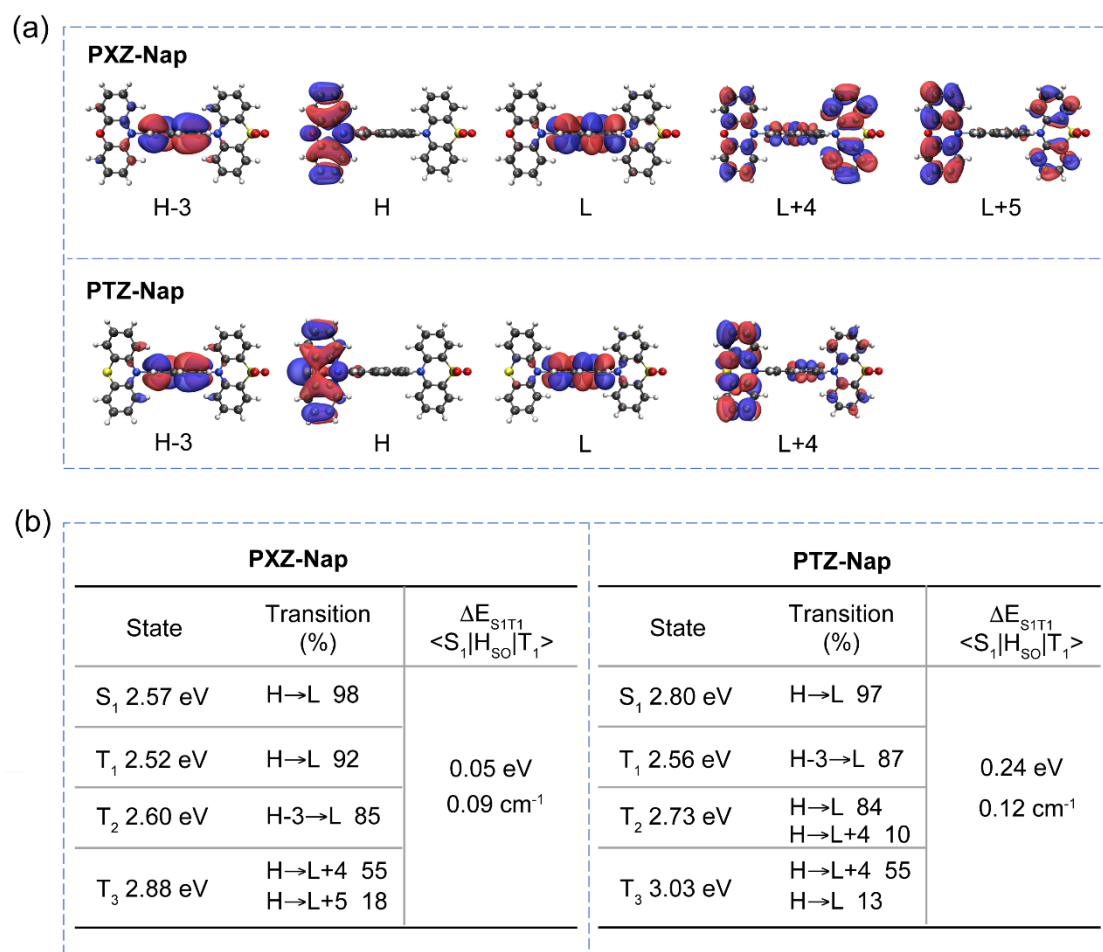 (a)
PXZ-Nap
H-3 H L L+4 L+5
PTZ-Nap
H-3 H L L+4
(b)
PXZ-Nap
State Transition (%) ΔE_S1T1 <S₁|H_SO|T₁>
S₁ 2.57 eV H→L 98
T₁ 2.52 eV H→L 92
0.05 eV
0.09 cm⁻¹
T₂ 2.60 eV H-3→L 85
T₃ 2.88 eV H→L+4 55
H→L+5 18
PTZ-Nap
State Transition (%) ΔE_S1T1 <S₁|H_SO|T₁>
S₁ 2.80 eV H→L 97
T₁ 2.56 eV H-3→L 87
0.24 eV
0.12 cm⁻¹
T₂ 2.73 eV H→L 84
H→L+4 10
T₃ 3.03 eV H→L+4 55
H→L 13